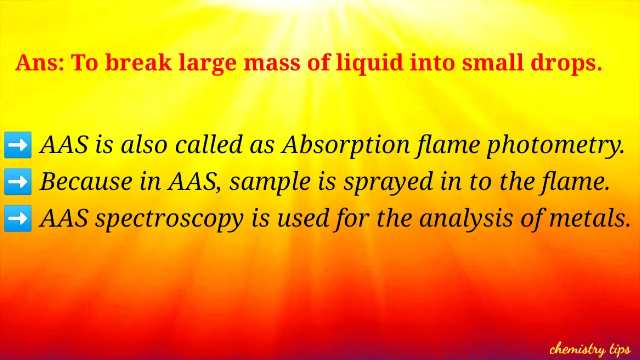 Ans: To break large mass of liquid into small drops.
➡ AAS is also called as Absorption flame photometry.
➡ Because in AAS, sample is sprayed in to the flame.
➡ AAS spectroscopy is used for the analysis of metals.
chemistry tips